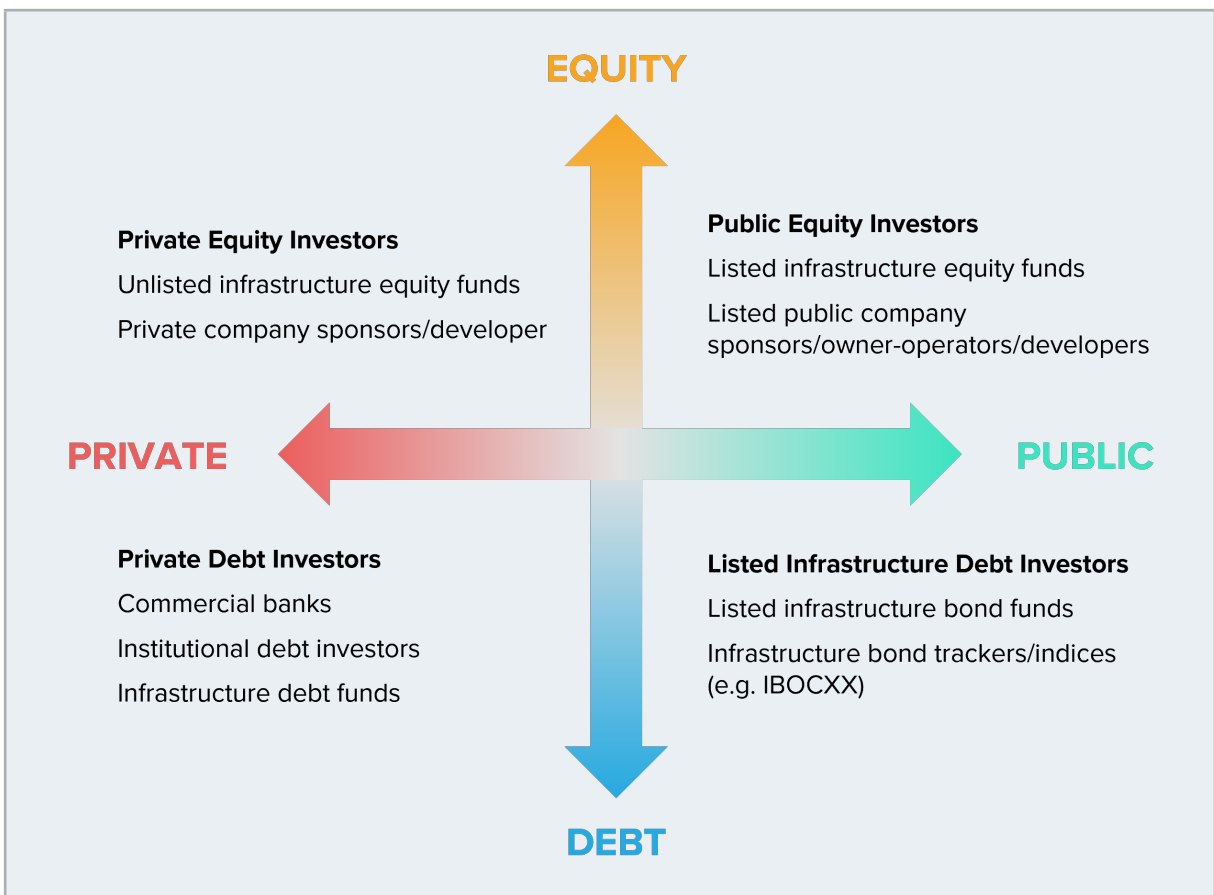 EQUITY
Private Equity Investors
Unlisted infrastructure equity funds
Private company sponsors/developer
Public Equity Investors
Listed infrastructure equity funds
Listed public company
sponsors/owner-operators/developers
PRIVATE
PUBLIC
Private Debt Investors
Commercial banks
Institutional debt investors
Infrastructure debt funds
Listed Infrastructure Debt Investors
Listed infrastructure bond funds
Infrastructure bond trackers/indices
(e.g. IBOCXX)
DEBT